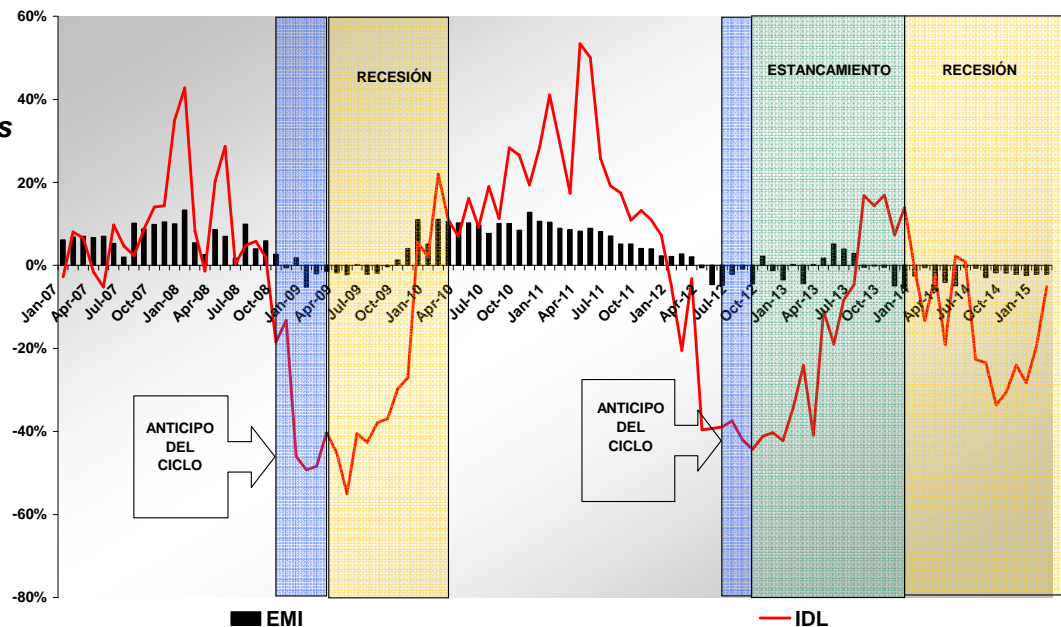 60%
40%
20%
0%
-20%
-40%
-60%
-80%
s
RECESIÓN
ESTANCAMIENTO
RECESIÓN
Jan-07
Apr-07
Jul-07
Oct-07
Jan-08
Apr-08
Jul-08
Oct-08
Jan-09
Apr-09
Jul-09
Oct-09
Jan-10
Apr-10
Jul-10
Oct-10
Jan-11
Apr-11
Jul-11
Oct-11
Jan-12
Apr-12
Jul-12
Oct-12
Jan-13
Apr-13
Jul-13
Oct-13
Jan-14
Apr-14
Jul-14
Oct-14
Jan-15
ANTICIPO
DEL
CICLO
ANTICIPO
DEL
CICLO
EMI
IDL